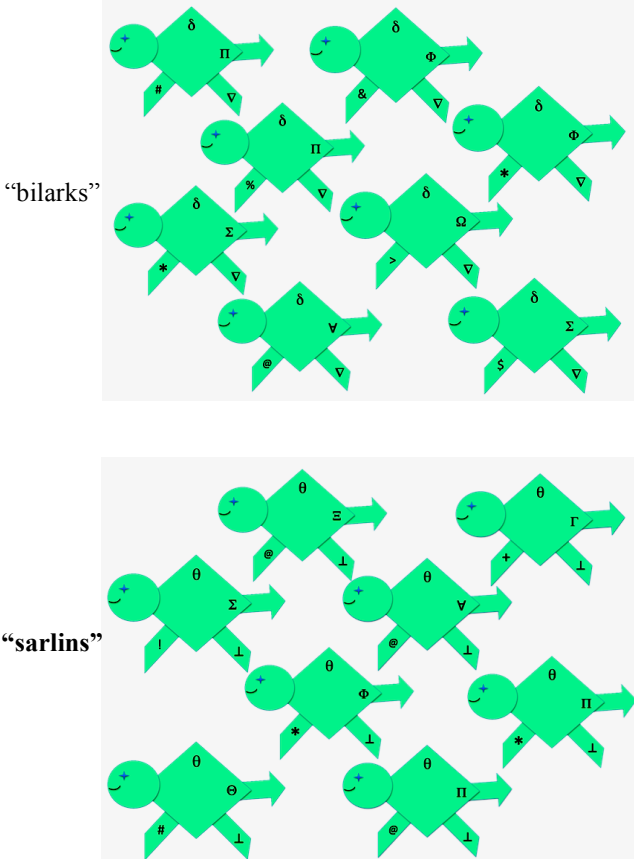 δ δ
Π Φ
# ∇ & ∇
δ δ
Π Φ
% ∇ * ∇
“bilarks”
δ δ
Σ Ω
* ∇ > ∇
δ δ
∀ Σ
@ ∇ $ ∇
θ θ
Ξ Γ
@ ⊥ + ⊥
θ θ
Σ ∀
! ⊥ @ ⊥
“sarlins”
θ θ
Φ Π
* ⊥ * ⊥
θ θ
Θ Π
# ⊥ @ ⊥